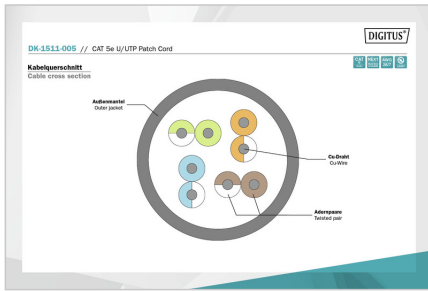 DIGITUS®
DK-1511-005 // CAT 5e U/UTP Patch Cord
Kabelquerschnitt
Cable cross section
Außenmantel
Outer jacket
Cu-Draht
Cu-Wire
Adernpaare
Twisted pair